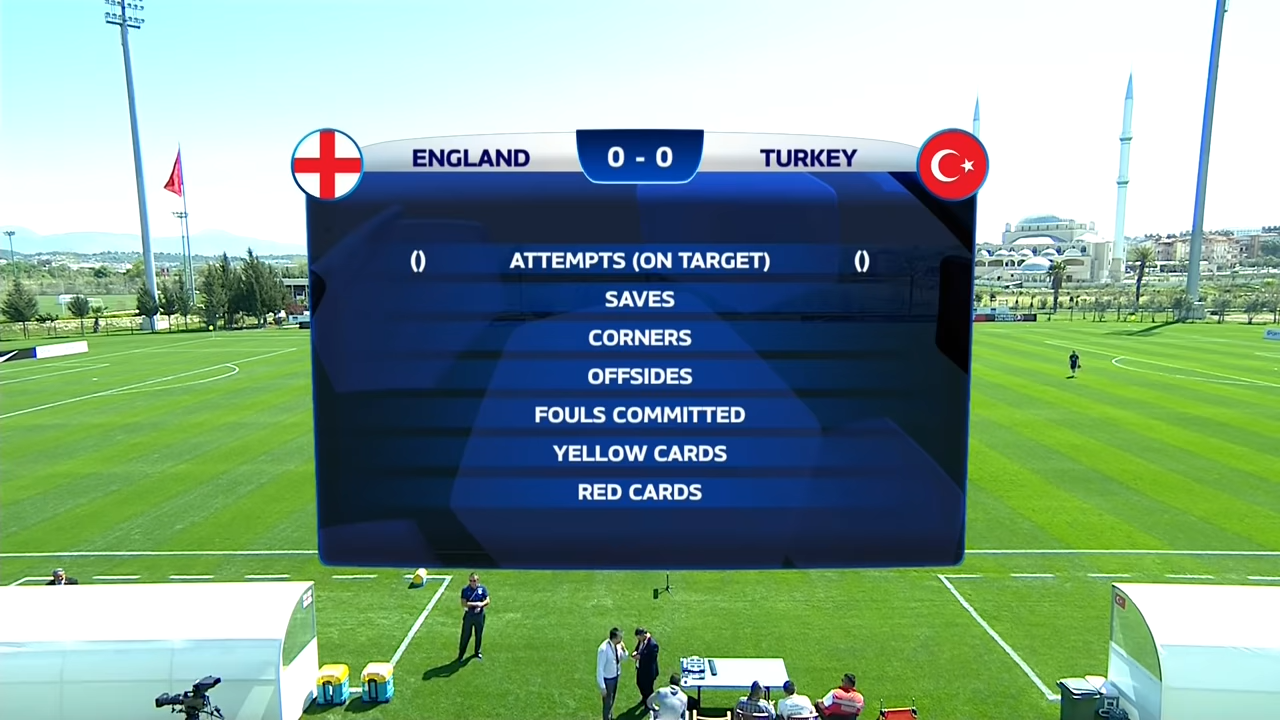 ENGLAND 0 - 0 TURKEY
() ATTEMPTS (ON TARGET) ()
SAVES
CORNERS
OFFSIDES
FOULS COMMITTED
YELLOW CARDS
RED CARDS